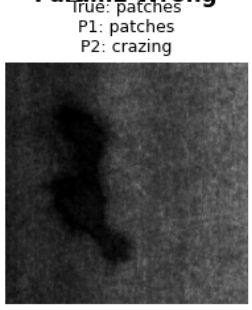 True: patches
P1: patches
P2: crazing